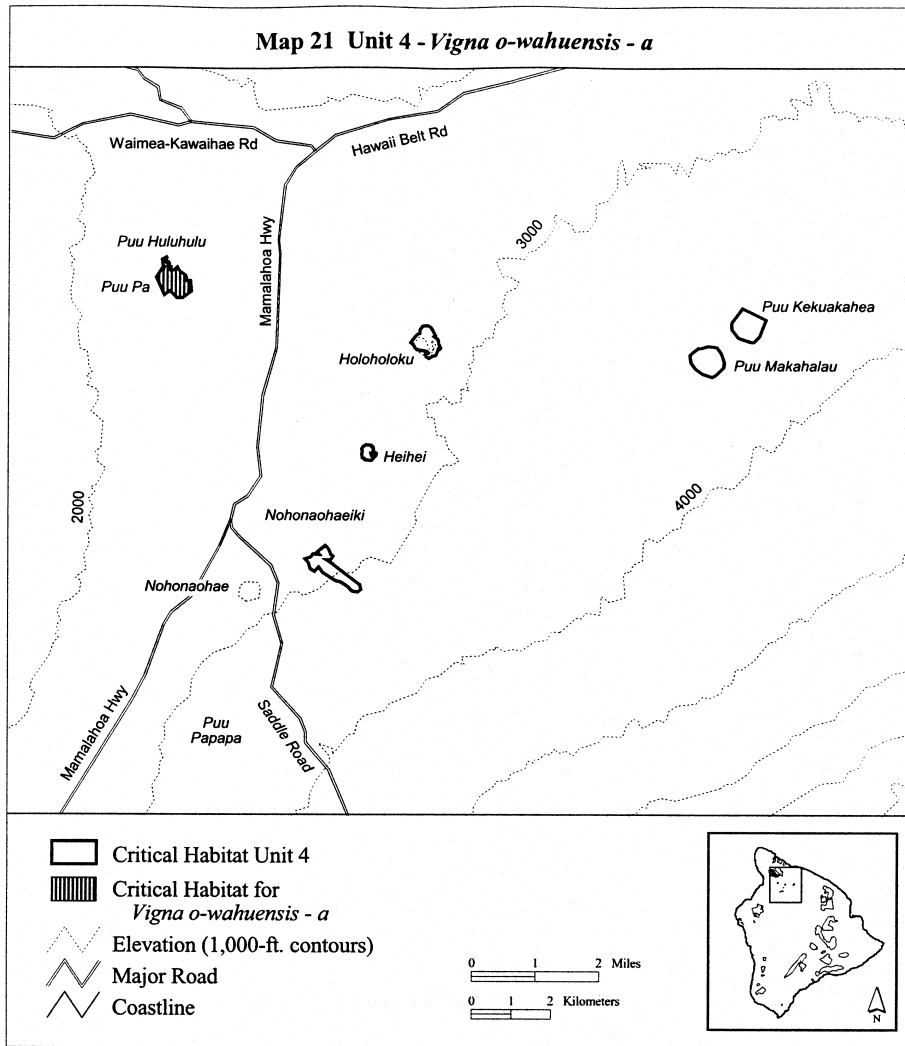 Map 21 Unit 4 - Vigna o-wahuensis - a
Waimea-Kawaihae Rd
Hawaii Belt Rd
Puu Huluhulu
Puu Pa
Mamalahoa Hwy
3000
Puu Kekuakahea
Holoholoku
Puu Makahalau
Heihei
2000
4000
Nohonaohaeiki
Nohonaohae
Mamalahoa Hwy
Puu
Papapa
Saddle Road
Critical Habitat Unit 4
Critical Habitat for
Vigna o-wahuensis - a
Elevation (1,000-ft. contours)
Major Road
Coastline
0 1 2 Miles
0 1 2 Kilometers
N